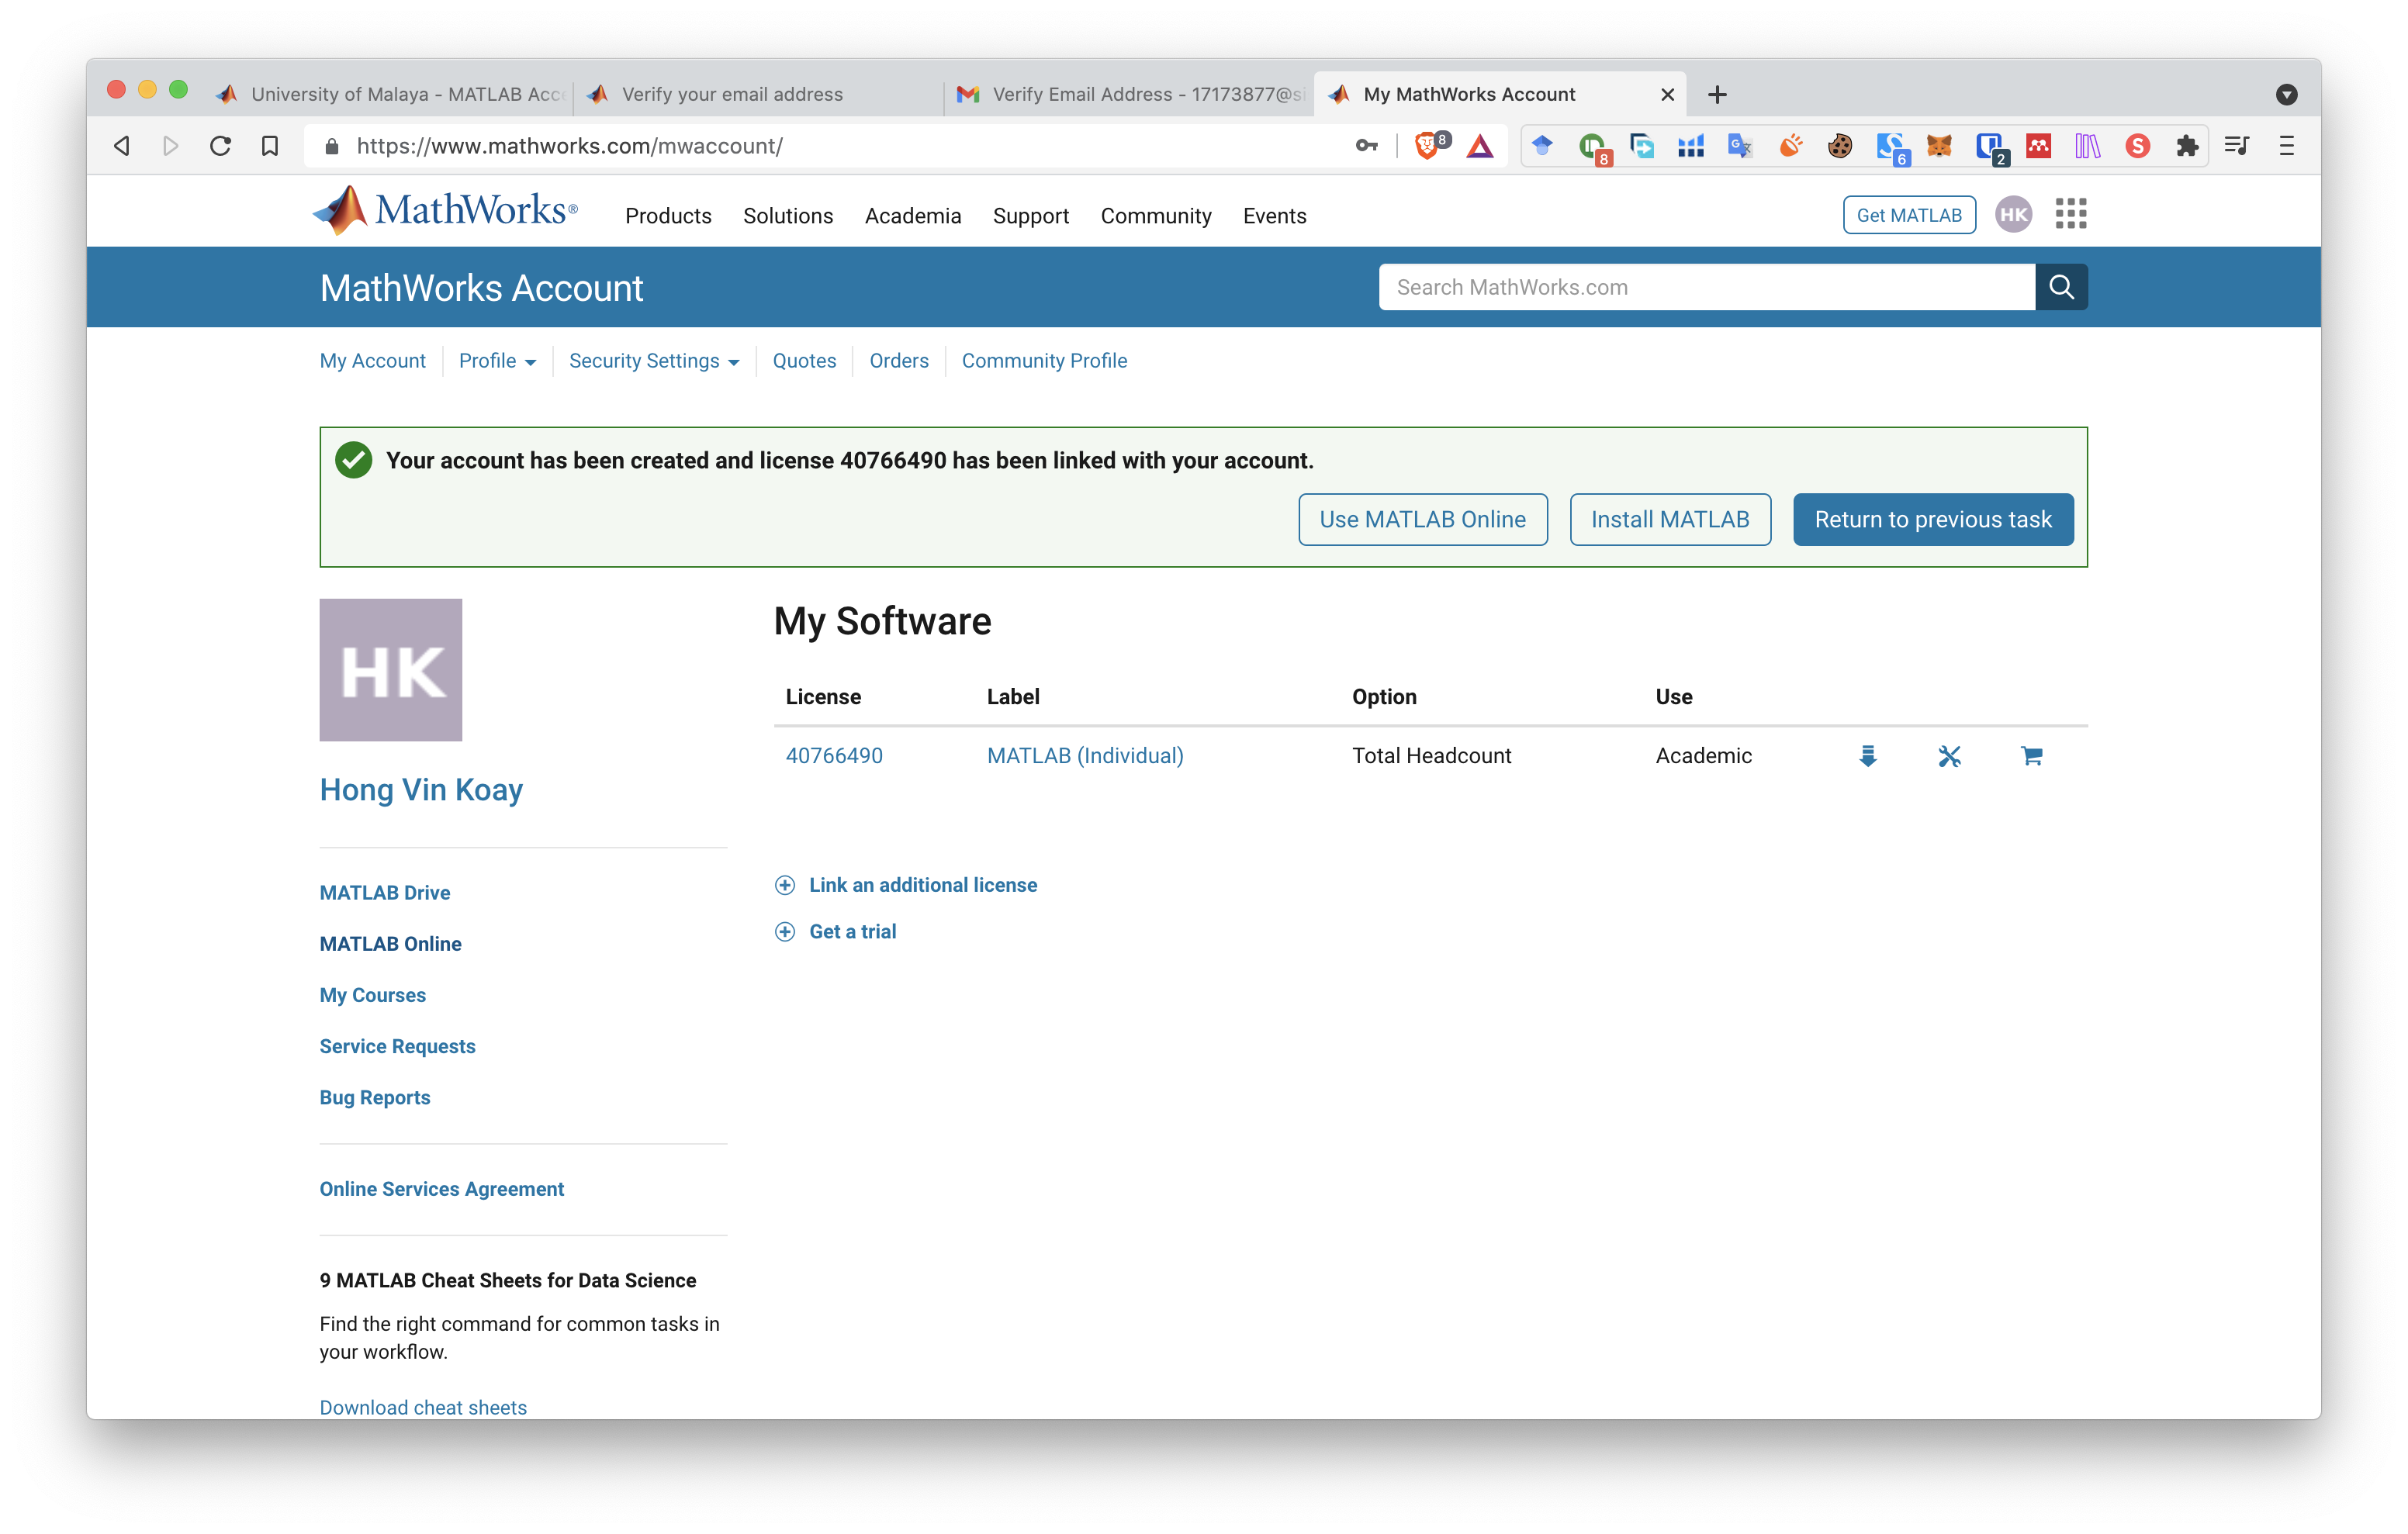 University of Malaya - MATLAB Acce
Verify your email address
Verify Email Address - 17173877@si
My MathWorks Account
https://www.mathworks.com/mwaccount/
8
8
6
2
S
MathWorks®
Products
Solutions
Academia
Support
Community
Events
Get MATLAB
HK
MathWorks Account
Search MathWorks.com
My Account
Profile
Security Settings
Quotes
Orders
Community Profile
Your account has been created and license 40766490 has been linked with your account.
Use MATLAB Online
Install MATLAB
Return to previous task
HK
Hong Vin Koay
MATLAB Drive
MATLAB Online
My Courses
Service Requests
Bug Reports
Online Services Agreement
9 MATLAB Cheat Sheets for Data Science
Find the right command for common tasks in
your workflow.
Download cheat sheets
My Software
License Label Option Use
40766490 MATLAB (Individual) Total Headcount Academic
Link an additional license
Get a trial